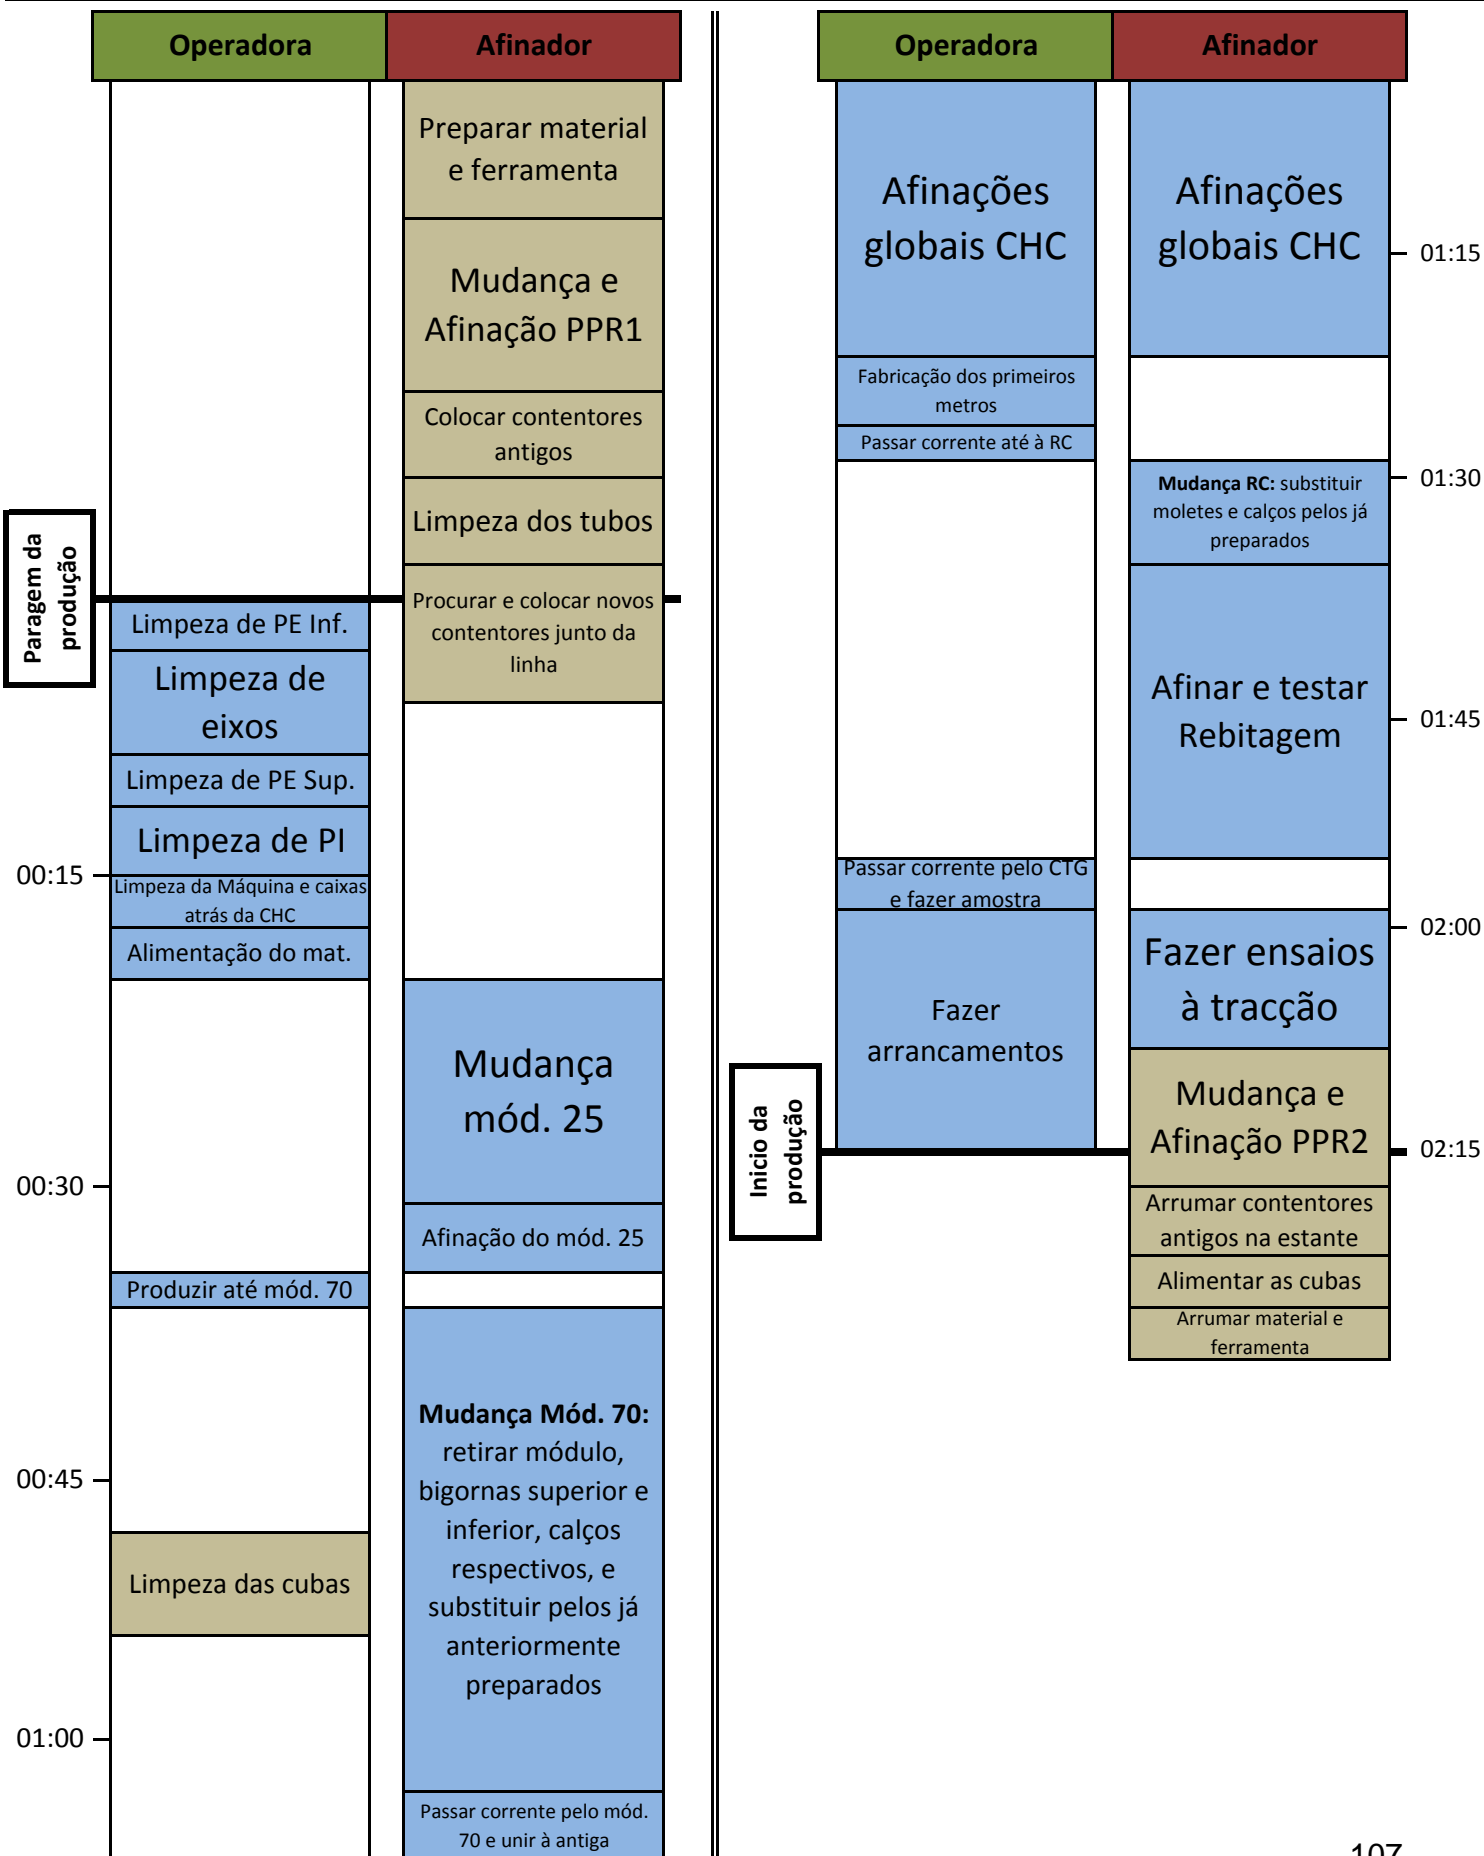 Operadora
Afinador
Preparar material
e ferramenta
Mudança e
Afinação PPR1
Colocar contentores
antigos
Limpeza dos tubos
Paragem da
produção
Procurar e colocar novos
contentores junto da
linha
Limpeza de PE Inf.
Limpeza de
eixos
Limpeza de PE Sup.
Limpeza de PI
00:15
Limpeza da Máquina e caixas
atrás da CHC
Alimentação do mat.
Mudança
mód. 25
00:30
Afinação do mód. 25
Produzir até mód. 70
Mudança Mód. 70:
retirar módulo,
bigornas superior e
inferior, calços
respectivos, e
substituir pelos já
anteriormente
preparados
00:45
Limpeza das cubas
01:00
Passar corrente pelo mód.
70 e unir à antiga
Operadora
Afinador
Afinações
globais CHC
Afinações
globais CHC
01:15
Fabricação dos primeiros
metros
Passar corrente até à RC
01:30
Mudança RC: substituir
moletes e calços pelos já
preparados
Afinar e testar
Rebitagem
01:45
Passar corrente pelo CTG
e fazer amostra
02:00
Fazer ensaios
à tracção
Fazer
arrancamentos
Inicio da
produção
Mudança e
Afinação PPR2
02:15
Arrumar contentores
antigos na estante
Alimentar as cubas
Arrumar material e
ferramenta
107